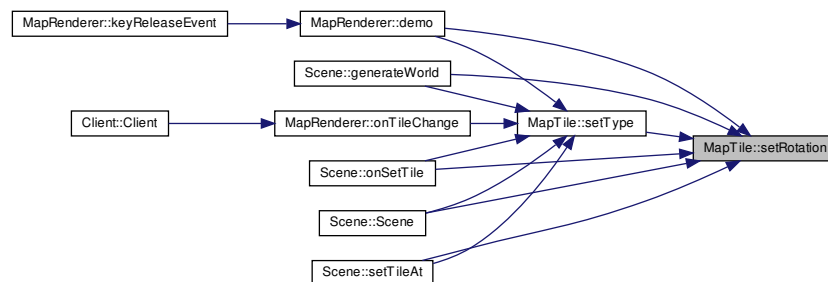 MapRenderer::keyReleaseEvent
MapRenderer::demo
Scene::generateWorld
Client::Client
MapRenderer::onTileChange
MapTile::setType
MapTile::setRotation
Scene::onSetTile
Scene::Scene
Scene::setTileAt